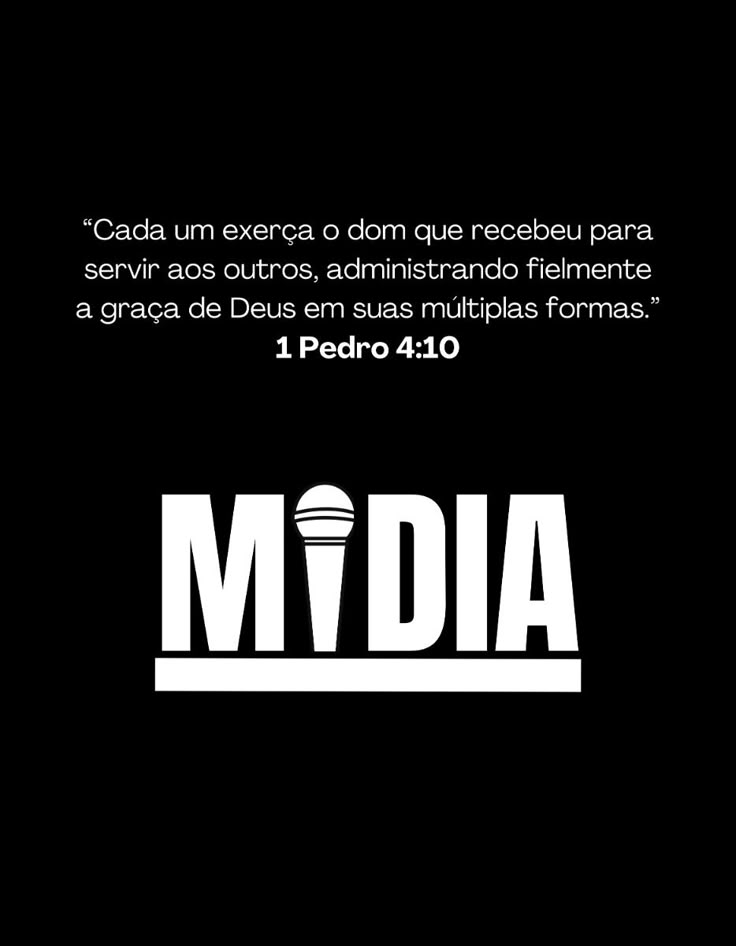 “Cada um exerça o dom que recebeu para
servir aos outros, administrando fielmente
a graça de Deus em suas múltiplas formas.”
1 Pedro 4:10
MÍDIA